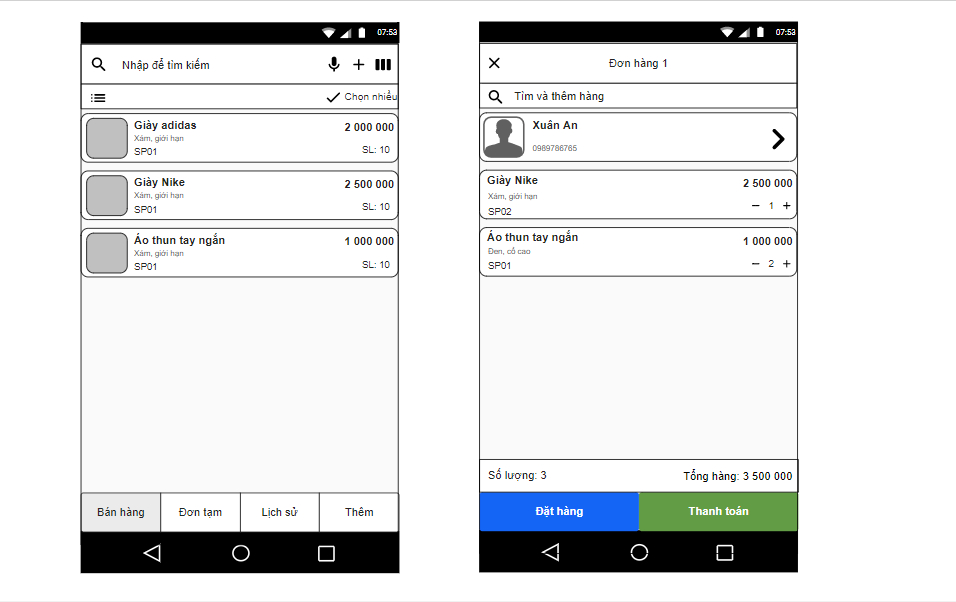 07:53
Nhập để tìm kiếm
Chọn nhiều
Giày adidas
2 000 000
Xám, giới hạn
SP01
SL: 10
Giày Nike
2 500 000
Xám, giới hạn
SP01
SL: 10
Áo thun tay ngắn
1 000 000
Xám, giới hạn
SP01
SL: 10
Bán hàng
Đơn tạm
Lịch sử
Thêm
07:53
Đơn hàng 1
Tìm và thêm hàng
Xuân An
0989786765
Giày Nike
2 500 000
Xám, giới hạn
1
SP02
Áo thun tay ngắn
1 000 000
Đen, cổ cao
2
SP01
Số lượng: 3
Tổng hàng: 3 500 000
Đặt hàng
Thanh toán